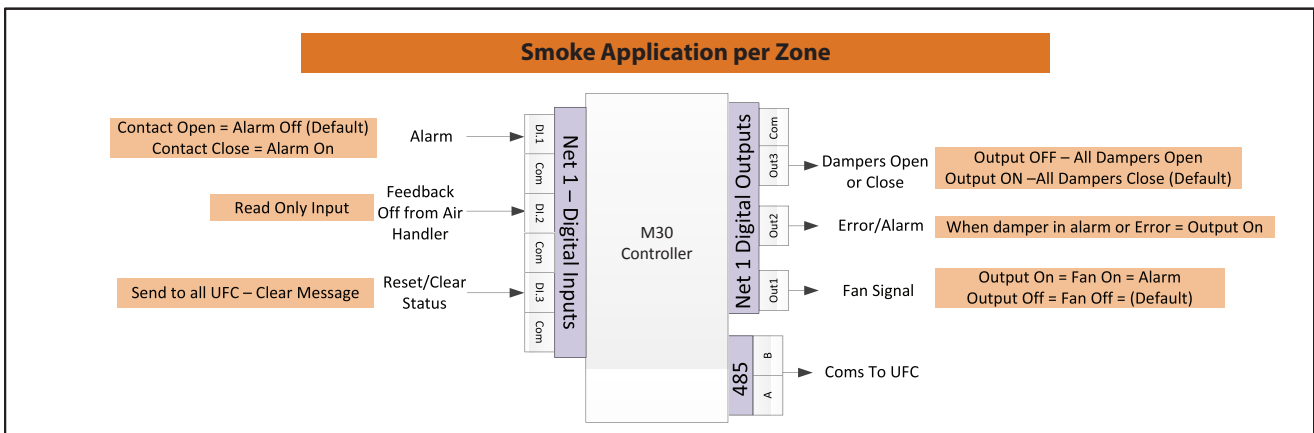 Smoke Application per Zone
Contact Open = Alarm Off (Default)
Contact Close = Alarm On
Alarm
Read Only Input
Feedback
Off from Air
Handler
Send to all UFC – Clear Message
Reset/Clear
Status
DI.1
Com
DI.2
Com
DI.3
Com
Net 1 – Digital Inputs
M30
Controller
Net 1 Digital Outputs
Com
Out3
Out2
Out1
Dampers Open
or Close
Output OFF – All Dampers Open
Output ON –All Dampers Close (Default)
Error/Alarm
When damper in alarm or Error = Output On
Fan Signal
Output On = Fan On = Alarm
Output Off = Fan Off = (Default)
485
B
A
Coms To UFC